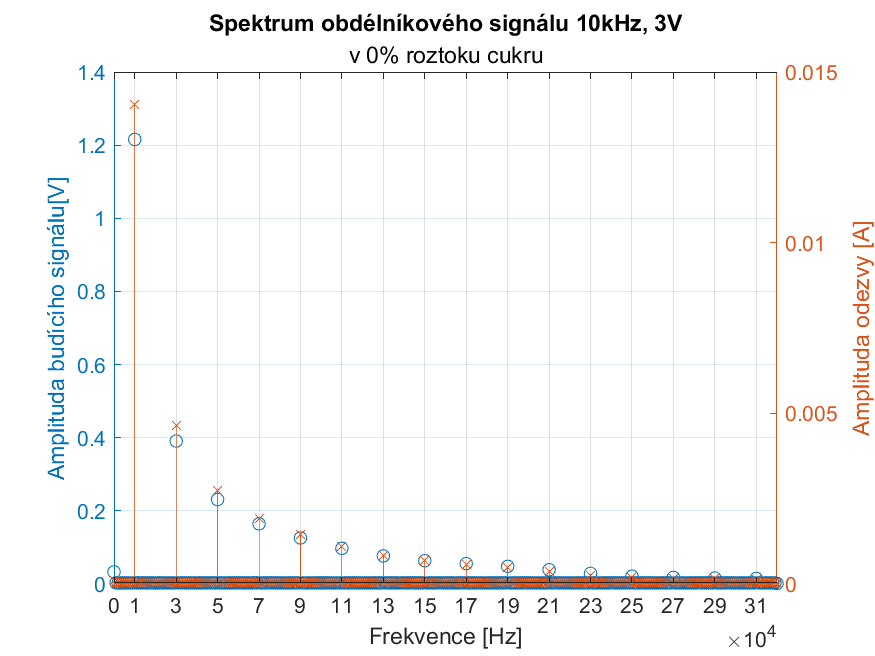 Spektrum obdélníkového signálu 10kHz, 3V
v 0% roztoku cukru
Amplituda budícího signálu[V]
1.4
1.2
1
0.8
0.6
0.4
0.2
0
0.015
0.01
0.005
0
Amplituda odezvy [A]
0 1 3 5 7 9 11 13 15 17 19 21 23 25 27 29 31
Frekvence [Hz]
×10^4